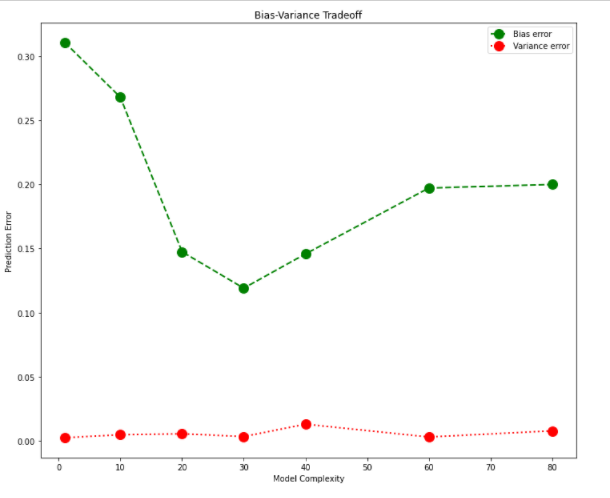 Bias-Variance Tradeoff
Bias error
Variance error
Prediction Error
0.30
0.25
0.20
0.15
0.10
0.05
0.00
0 10 20 30 40 50 60 70 80
Model Complexity